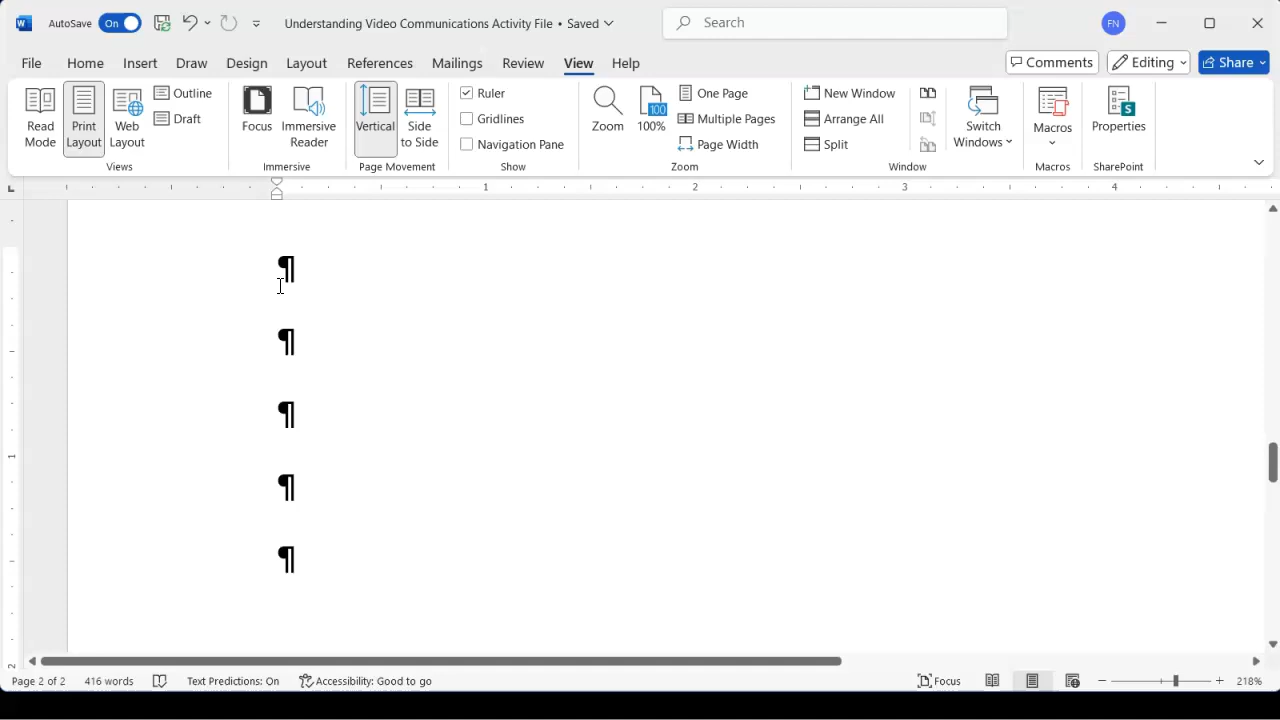 AutoSave On Understanding Video Communications Activity File • Saved Search FN
File Home Insert Draw Design Layout References Mailings Review View Help Comments Editing Share
Read Mode
Print Layout
Web Layout
Outline
Draft
Views
Focus
Immersive Reader
Immersive
Vertical
Side to Side
Page Movement
Ruler
Gridlines
Navigation Pane
Show
Zoom
100%
One Page
Multiple Pages
Page Width
Zoom
New Window
Arrange All
Split
Switch Windows
Window
Macros
Macros
Properties
SharePoint
1 2 3 4
¶
¶
¶
¶
¶
1
2
Page 2 of 2 416 words Text Predictions: On Accessibility: Good to go Focus 218%